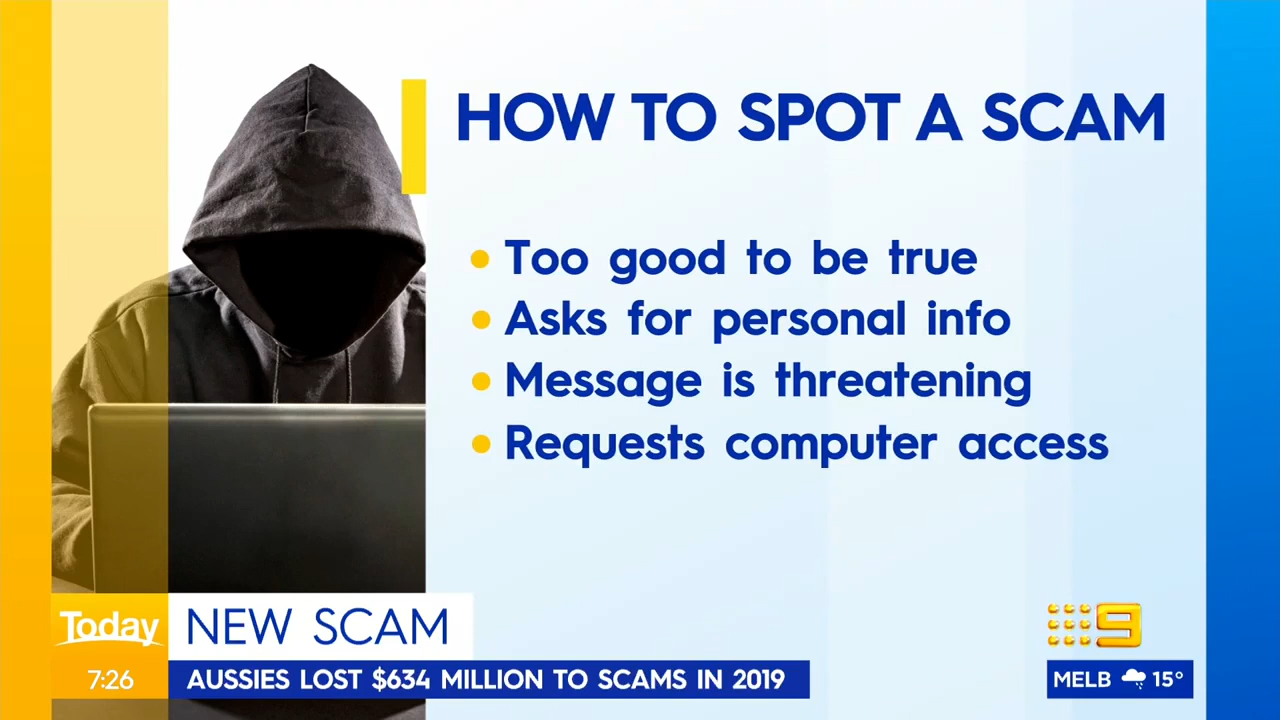 HOW TO SPOT A SCAM
Too good to be true
Asks for personal info
Message is threatening
Requests computer access
Today
NEW SCAM
7:26
AUSSIES LOST $634 MILLION TO SCAMS IN 2019
9
MELB 15°